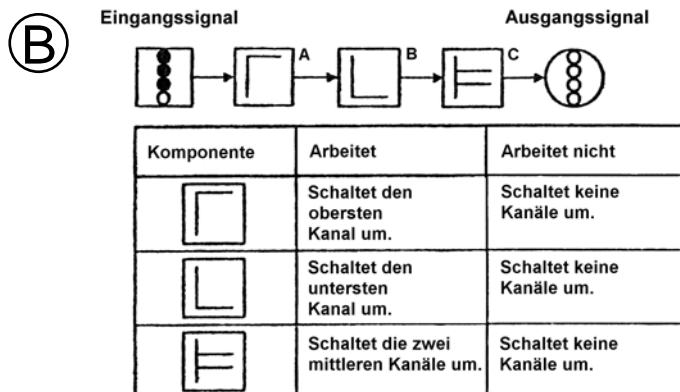 B
Eingangssignal Ausgangssignal
A B C
Komponente Arbeitet Arbeitet nicht
Schaltet den
obersten
Kanal um.
Schaltet keine
Kanäle um.
Schaltet den
untersten
Kanal um.
Schaltet keine
Kanäle um.
Schaltet die zwei
mittleren Kanäle um.
Schaltet keine
Kanäle um.